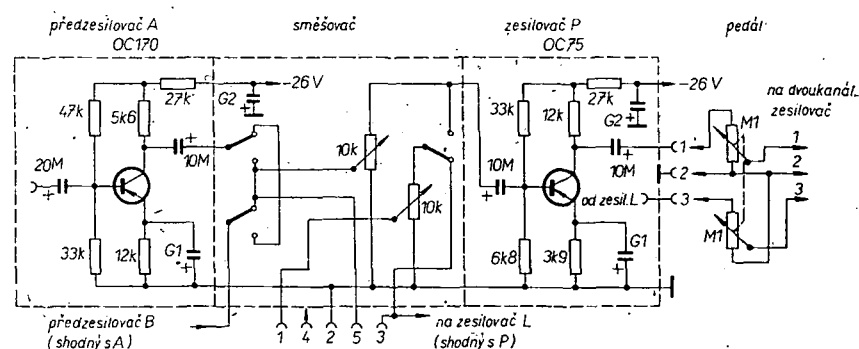 předzesilovač A
OC170
směšovač
zesilovač P
OC75
pedál
27k
-26V
G2
27k
-26V
G2
na dvoukanál.
zesilovač
47k
5k6
10M
10k
33k
12k
10M
M1
1
1
20M
10M
2
2
10k
od zesil. L
3
3
33k
12k
G1
6k8
3k9
G1
M1
předzesilovač B
(shodný s A)
1 4 2 5 3
na zesilovač L
(shodný s P)